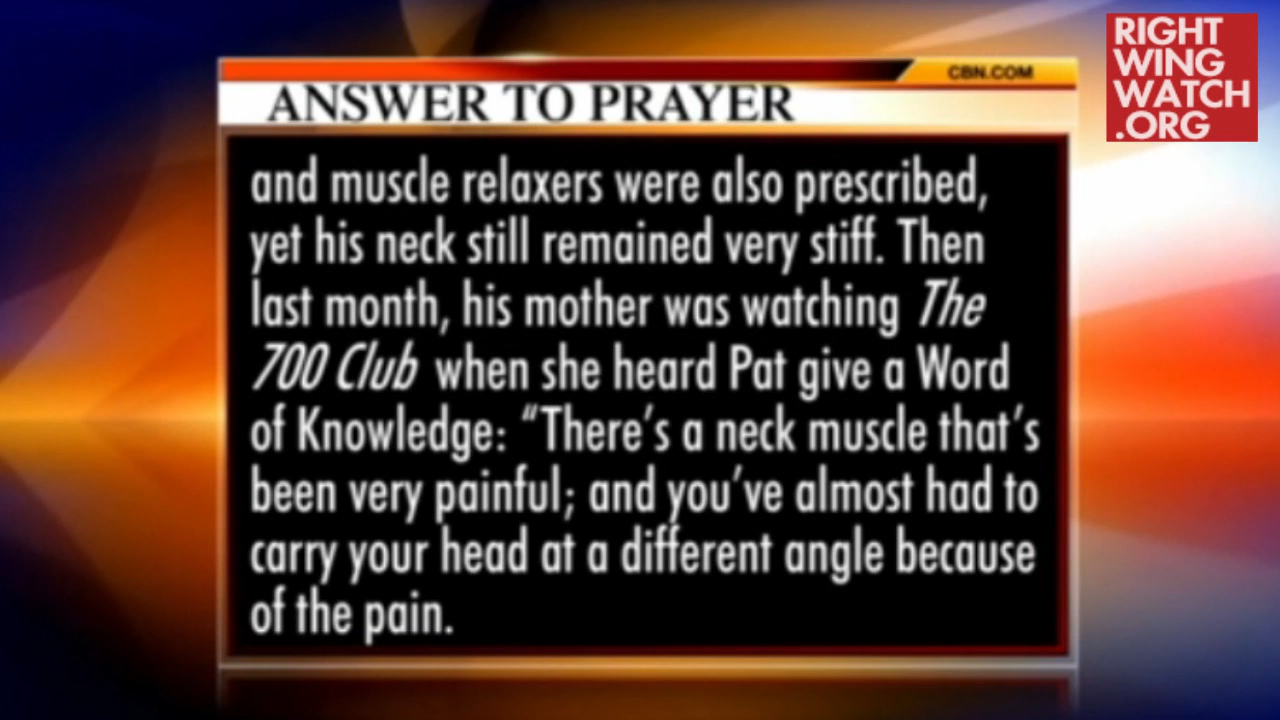 RIGHT
WING
WATCH
.ORG
CBN.COM
ANSWER TO PRAYER
and muscle relaxers were also prescribed,
yet his neck still remained very stiff. Then
last month, his mother was watching The
700 Club when she heard Pat give a Word
of Knowledge: “There’s a neck muscle that’s
been very painful; and you’ve almost had to
carry your head at a different angle because
of the pain.